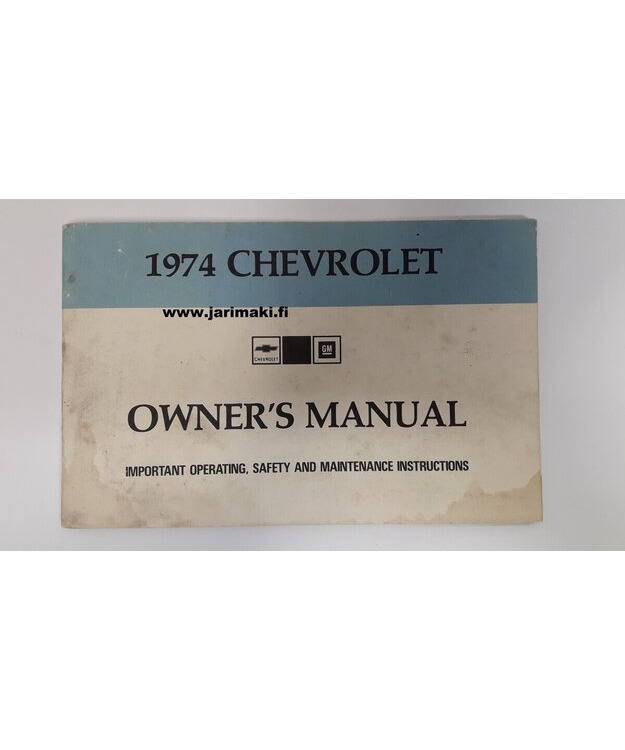 1974 CHEVROLET
www.jarimaki.fi
CHEVROLET
GM
OWNER'S MANUAL
IMPORTANT OPERATING, SAFETY AND MAINTENANCE INSTRUCTIONS